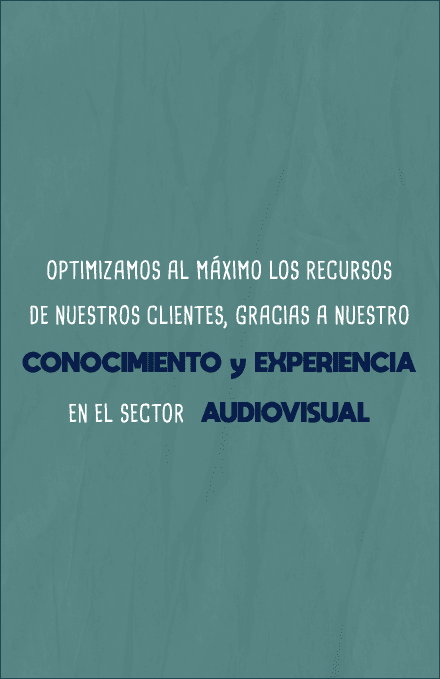 OPTIMIZAMOS AL MÁXIMO LOS RECURSOS
DE NUESTROS CLIENTES, GRACIAS A NUESTRO
CONOCIMIENTO y EXPERIENCIA
EN EL SECTOR AUDIOVISUAL